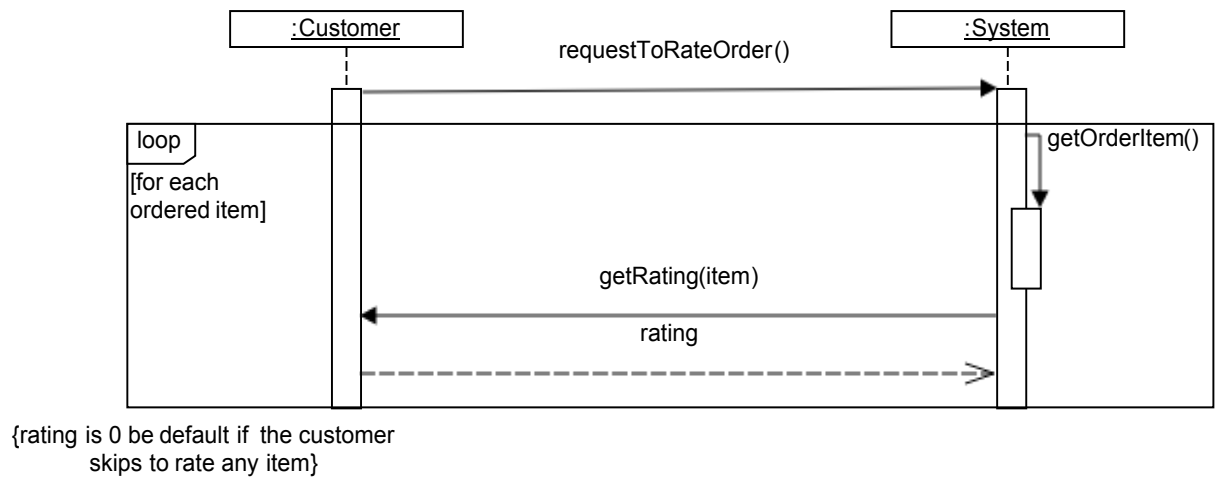 :Customer
:System
requestToRateOrder()
loop
getOrderItem()
[for each
ordered item]
getRating(item)
rating
{rating is 0 be default if the customer
skips to rate any item}